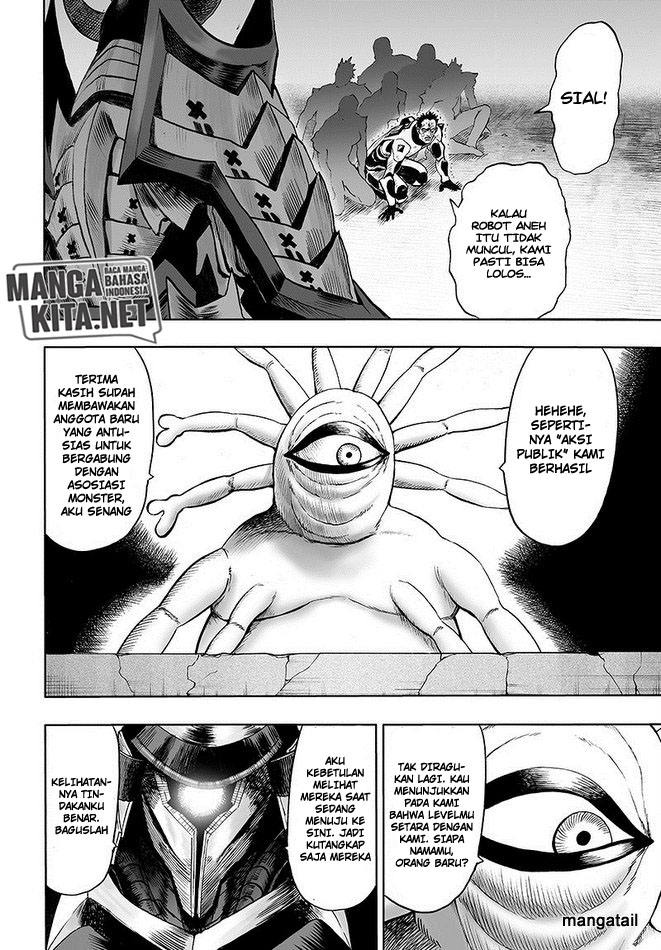 SIAL!
KALAU
ROBOT ANEH
ITU TIDAK
MUNCUL, KAMI
PASTI BISA
LOLOS...
MANGA
KITA.NET
BACA MANGA
BAHASA
INDONESIA
HEHEHE,
SEPERTI-
NYA "AKSI
PUBLIK" KAMI
BERHASIL
TERIMA
KASIH SUDAH
MEMBAWAKAN
ANGGOTA BARU
YANG ANTU-
SIAS UNTUK
BERGABUNG
DENGAN
ASOSIASI
MONSTER,
AKU SENANG
TAK DIRAGU-
KAN LAGI. KAU
MENUNJUKKAN
PADA KAMI
BAHWA LEVELMU
SETARA DENGAN
KAMI. SIAPA
NAMAMU,
ORANG BARU?
AKU
KEBETULAN
MELIHAT
MEREKA SAAT
SEDANG
MENUJU KE
SINI. JADI
KUTANGKAP
SAJA MEREKA
KELIHATAN-
NYA TIN-
DAKANKU
BENAR.
BAGUSLAH
mangatail